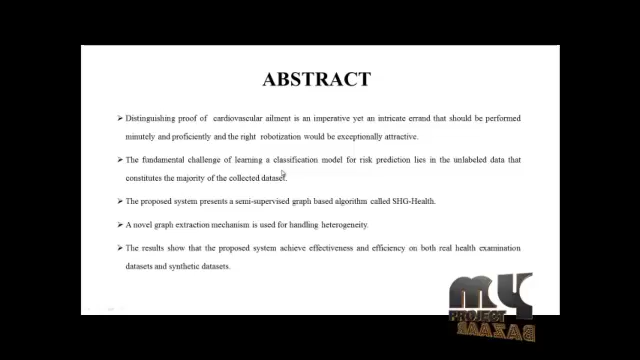 ABSTRACT
➢ Distinguishing proof of cardiovascular ailment is an imperative yet an intricate errand that should be performed
minutely and proficiently and the right robotization would be exceptionally attractive.
➢ The fundamental challenge of learning a classification model for risk prediction lies in the unlabeled data that
constitutes the majority of the collected dataset.
➢ The proposed system presents a semi-supervised graph based algorithm called SHG-Health.
➢ A novel graph extraction mechanism is used for handling heterogeneity.
➢ The results show that the proposed system achieve effectiveness and efficiency on both real health examination
datasets and synthetic datasets.
MY
PROJECT
BAZAAR